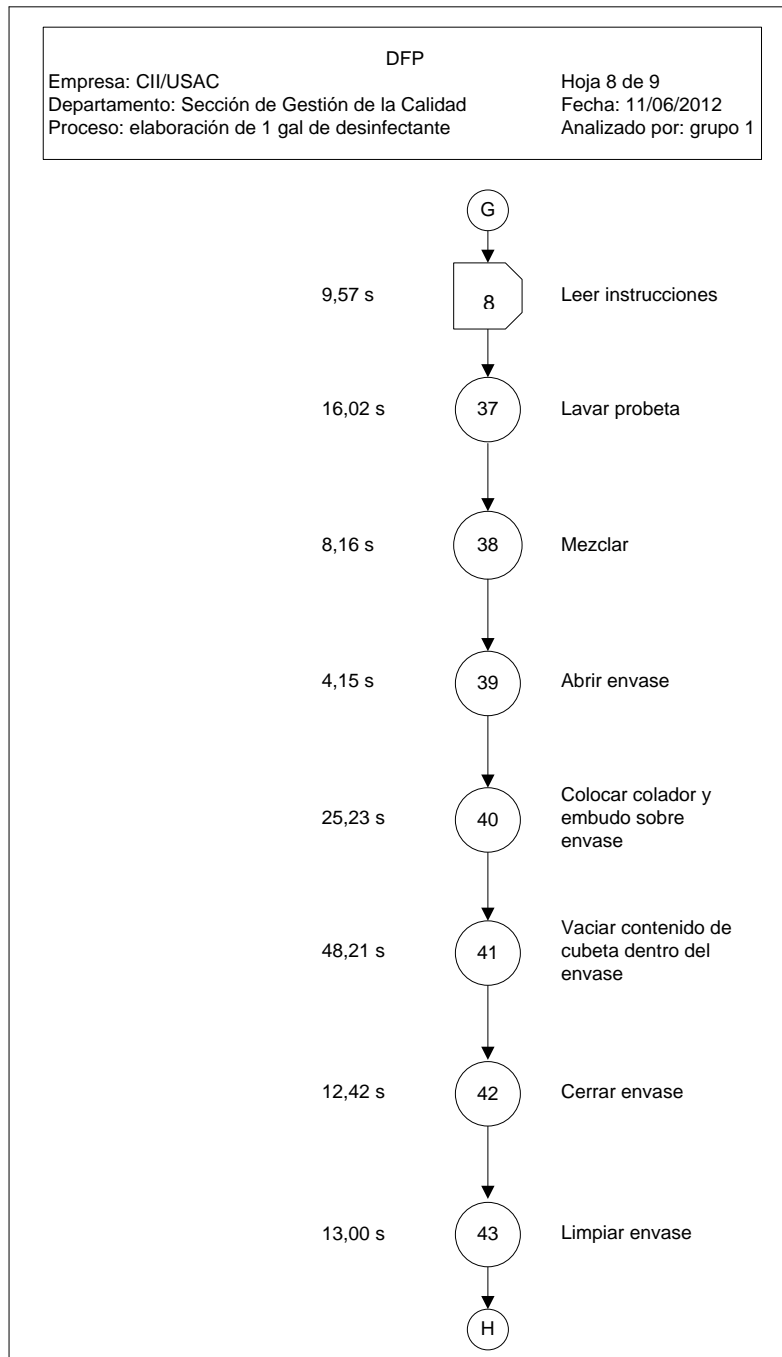 DFP
Empresa: CII/USAC
Hoja 8 de 9
Departamento: Sección de Gestión de la Calidad
Fecha: 11/06/2012
Proceso: elaboración de 1 gal de desinfectante
Analizado por: grupo 1
G
9,57 s
8
Leer instrucciones
16,02 s
37
Lavar probeta
8,16 s
38
Mezclar
4,15 s
39
Abrir envase
25,23 s
40
Colocar colador y
embudo sobre
envase
48,21 s
41
Vaciar contenido de
cubeta dentro del
envase
12,42 s
42
Cerrar envase
13,00 s
43
Limpiar envase
H